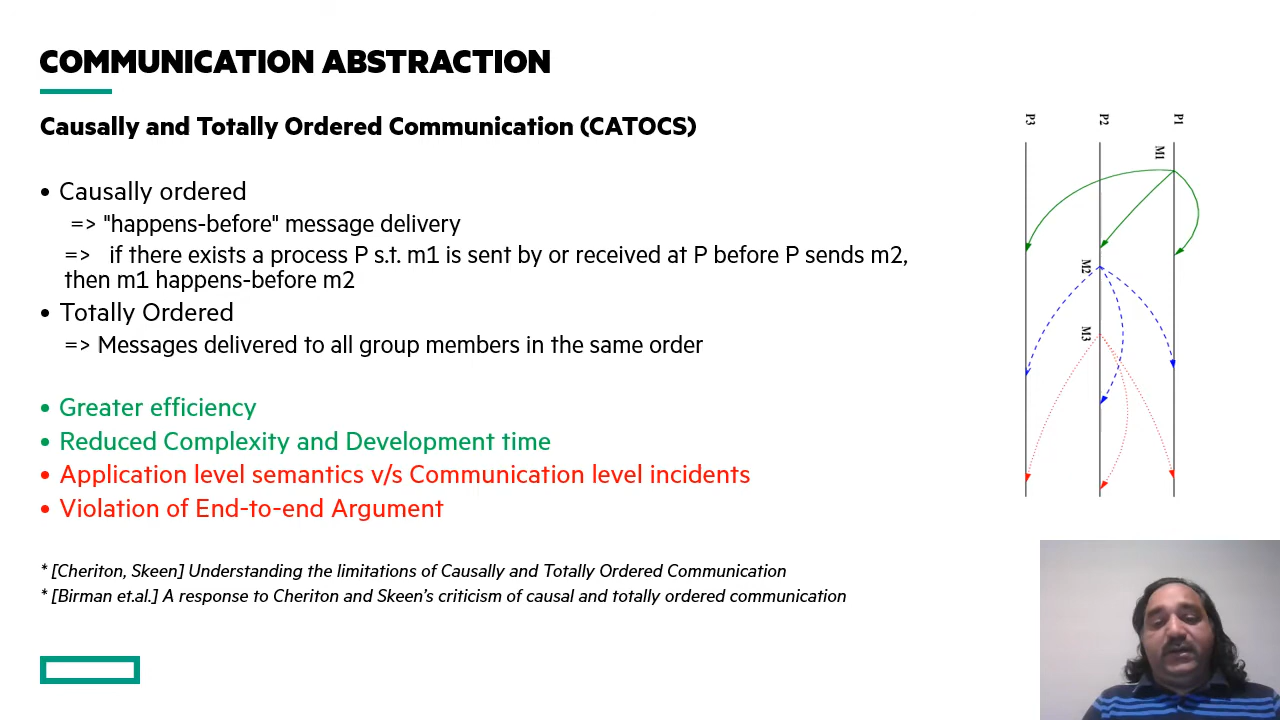 COMMUNICATION ABSTRACTION
Causally and Totally Ordered Communication (CATOCS)
• Causally ordered
=> "happens-before" message delivery
=> if there exists a process P s.t. m1 is sent by or received at P before P sends m2,
then m1 happens-before m2
• Totally Ordered
=> Messages delivered to all group members in the same order
• Greater efficiency
• Reduced Complexity and Development time
• Application level semantics v/s Communication level incidents
• Violation of End-to-end Argument
* [Cheriton, Skeen] Understanding the limitations of Causally and Totally Ordered Communication
* [Birman et.al.] A response to Cheriton and Skeen's criticism of causal and totally ordered communication
P3
P2
P1
M1
M2
M3